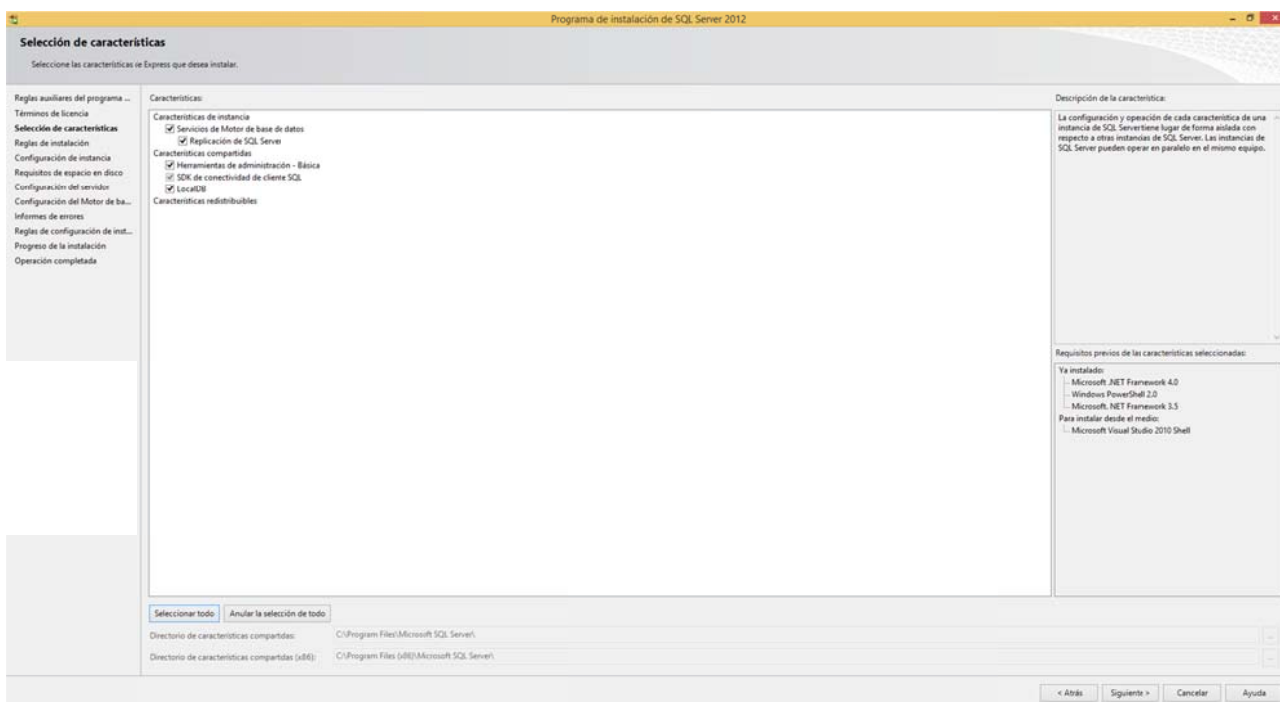 Programa de instalación de SQL Server 2012
Selección de características
Seleccione las características re Express que desea instalar.
Reglas auxiliares del programa ...
Términos de licencia
Selección de características
Reglas de instalación
Configuración de instancia
Requisitos de espacio en disco
Configuración del servidor
Configuración del Motor de ba...
Informes de errores
Reglas de configuración de inst...
Progreso de la instalación
Operación completada
Características:
Características de instancia
Servicios de Motor de base de datos
Replicación de SQL Server
Características compartidas
Herramientas de administración - Básica
SDK de conectividad de cliente SQL
LocalDB
Características redistribuibles
Descripción de la característica:
La configuración y opeación de cada característica de una
instancia de SQL Servertiene lugar de forma aislada con
respecto a otras instancias de SQL Server. Las instancias de
SQL Server pueden operar en paralelo en el mismo equipo.
Requisitos previos de las características seleccionadas:
Ya instalado:
Microsoft .NET Framework 4.0
Windows PowerShell 2.0
Microsoft. NET Framework 3.5
Para instalar desde el medio:
Microsoft Visual Studio 2010 Shell
Seleccionar todo
Anular la selección de todo
Directorio de características compartidas:
C:\Program Files\Microsoft SQL Server\
...
Directorio de características compartidas (x86):
C:\Program Files (x86)\Microsoft SQL Server\
...
< Atrás
Siguiente >
Cancelar
Ayuda